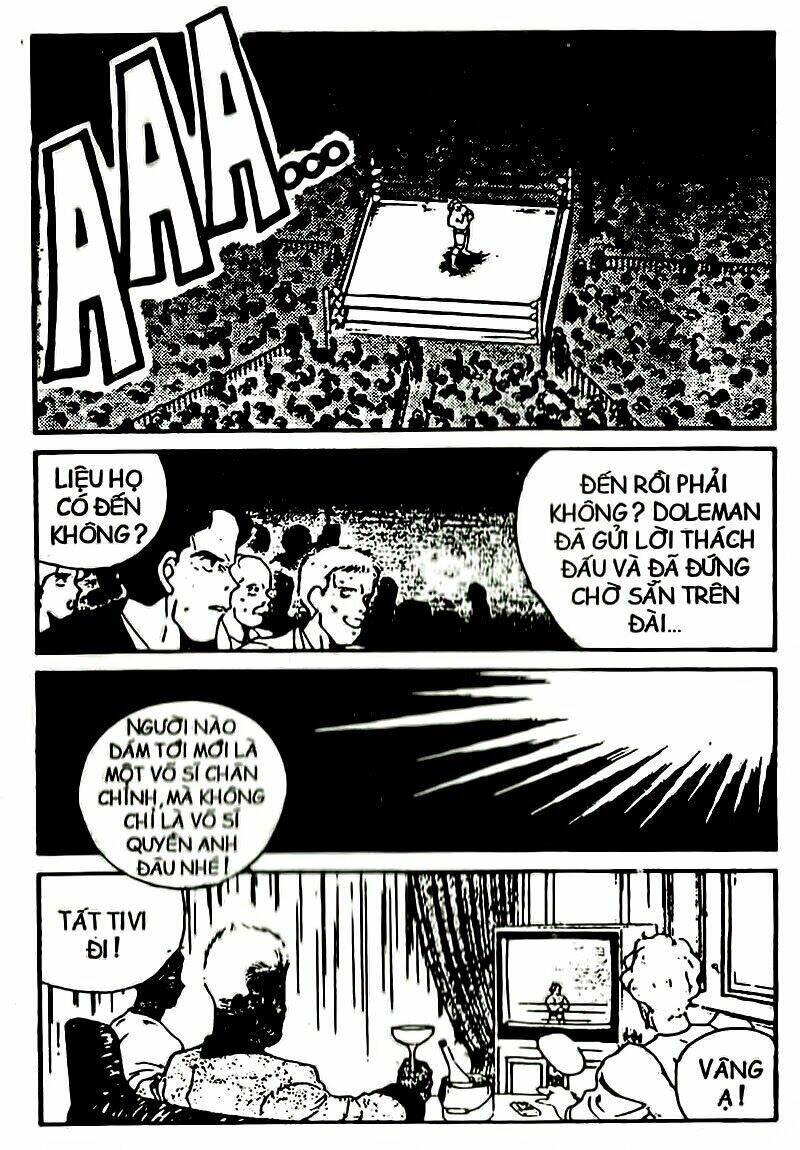 AAA...
LIỆU HỌ
CÓ ĐẾN
KHÔNG?
ĐẾN RỒI PHẢI
KHÔNG? DOLEMAN
ĐÃ GỬI LỜI THÁCH
ĐẤU VÀ ĐÃ ĐỨNG
CHỜ SẴN TRÊN
ĐÀI...
NGƯỜI NÀO
DÁM TỚI MỚI LÀ
MỘT VÕ SĨ CHÂN
CHÍNH, MÀ KHÔNG
CHỈ LÀ VÕ SĨ
QUYỀN ANH
ĐÂU NHÉ!
TẤT TIVI
ĐI!
VÂNG
Ạ!